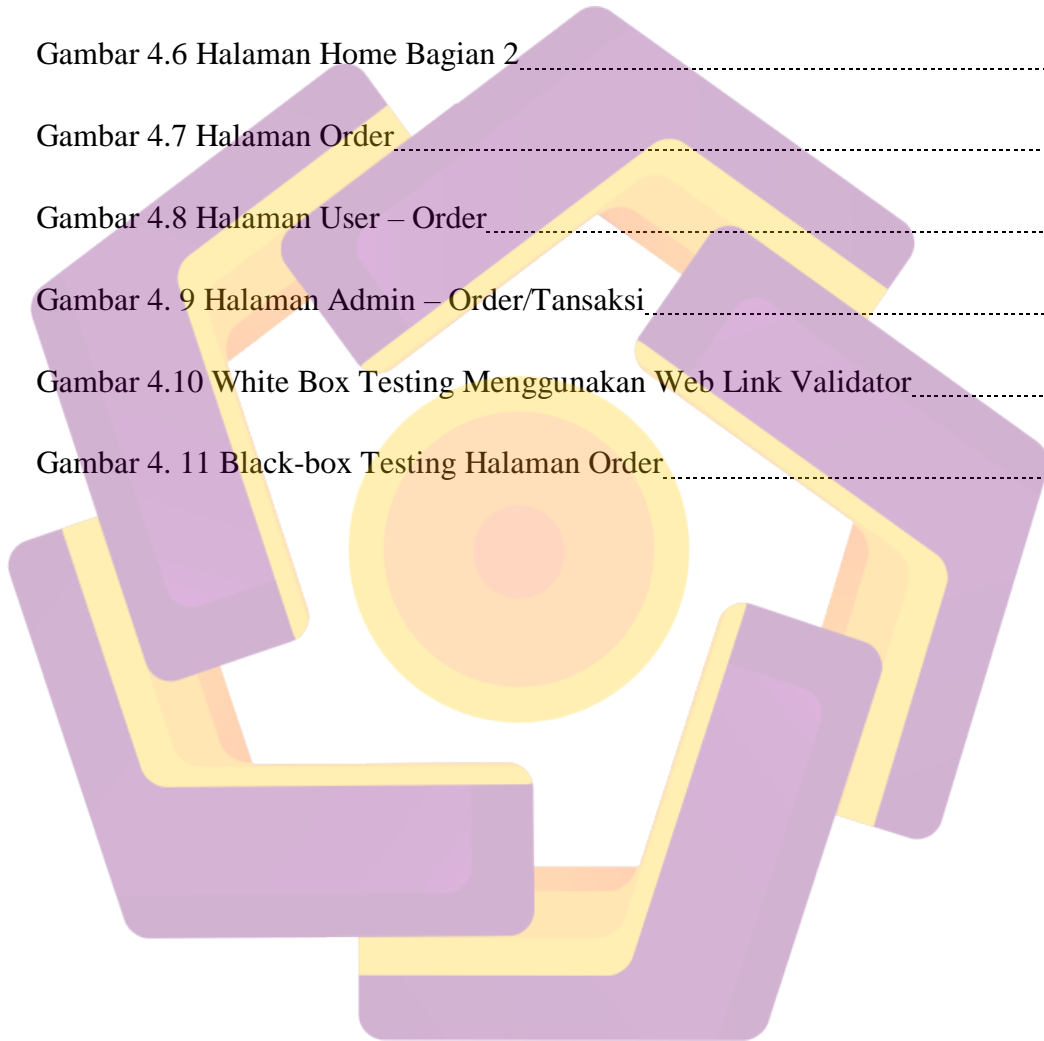 Gambar 4.6 Halaman Home Bagian 2
Gambar 4.7 Halaman Order
Gambar 4.8 Halaman User – Order
Gambar 4. 9 Halaman Admin – Order/Tansaksi
Gambar 4.10 White Box Testing Menggunakan Web Link Validator
Gambar 4. 11 Black-box Testing Halaman Order